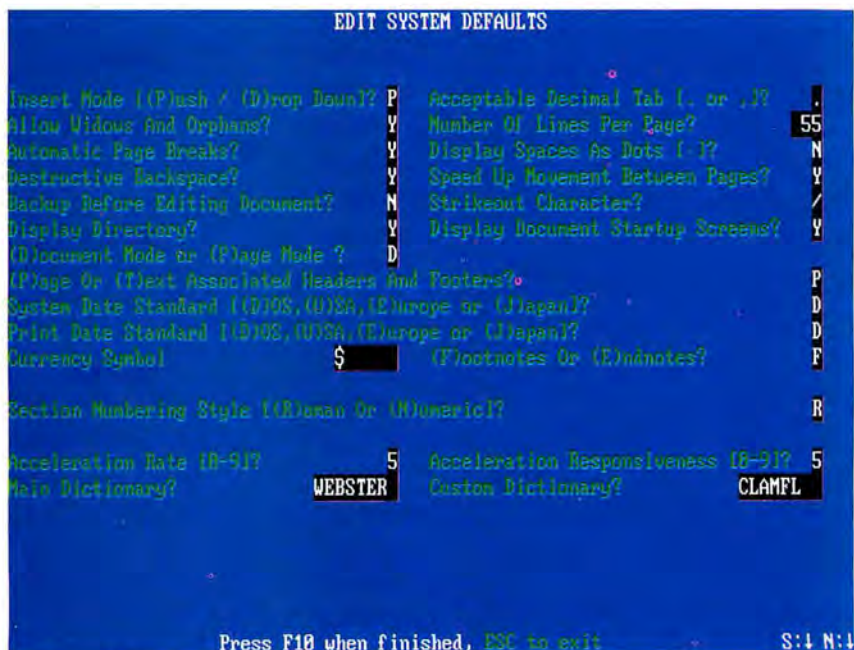 EDIT SYSTEM DEFAULTS
Insert Mode [(P)ush / (D)rop Down]? P Acceptable Decimal Tab [. or ,]? .
Allow Widows And Orphans? Y Number Of Lines Per Page? 55
Automatic Page Breaks? Y Display Spaces As Dots [·]? N
Destructive Backspace? Y Speed Up Movement Between Pages? Y
Backup Before Editing Document? N Strikeout Character? /
Display Directory? Y Display Document Startup Screens? Y
(D)ocument Mode or (P)age Mode ? D
(P)age Or (T)ext Associated Headers And Footers? P
System Date Standard [(D)OS,(U)SA,(E)urope or (J)apan]? D
Print Date Standard [(D)OS,(U)SA,(E)urope or (J)apan]? D
Currency Symbol $ (F)ootnotes Or (E)ndnotes? F
Section Numbering Style [(R)oman Or (N)umeric]? R
Acceleration Rate [0-9]? 5 Acceleration Responsiveness [0-9]? 5
Main Dictionary? WEBSTER Custom Dictionary? CLAMFL
Press F10 when finished, ESC to exit S:↓ N:↓